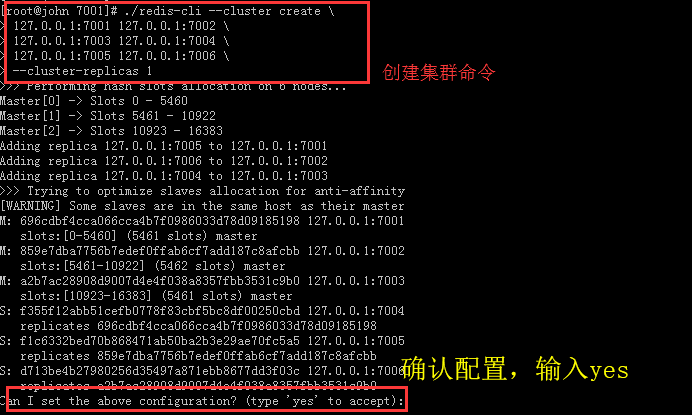 [root@john 7001]# ./redis-cli --cluster create \
> 127.0.0.1:7001 127.0.0.1:7002 \
> 127.0.0.1:7003 127.0.0.1:7004 \
> 127.0.0.1:7005 127.0.0.1:7006 \
> --cluster-replicas 1
创建集群命令
>>> Performing hash slots allocation on 6 nodes...
Master[0] -> Slots 0 - 5460
Master[1] -> Slots 5461 - 10922
Master[2] -> Slots 10923 - 16383
Adding replica 127.0.0.1:7005 to 127.0.0.1:7001
Adding replica 127.0.0.1:7006 to 127.0.0.1:7002
Adding replica 127.0.0.1:7004 to 127.0.0.1:7003
>>> Trying to optimize slaves allocation for anti-affinity
[WARNING] Some slaves are in the same host as their master
M: 696cdbf4cca066cca4b7f0986033d78d09185198 127.0.0.1:7001
slots:[0-5460] (5461 slots) master
M: 859e7dba7756b7edef0ffab6cf7add187c8afcbb 127.0.0.1:7002
slots:[5461-10922] (5462 slots) master
M: a2b7ac28908d9007d4e4f038a8357fbb3531c9b0 127.0.0.1:7003
slots:[10923-16383] (5461 slots) master
S: f355f12abb51cefb0778f83cbf5bc8df00250cbd 127.0.0.1:7004
replicates 696cdbf4cca066cca4b7f0986033d78d09185198
S: f1c6332bed70b868471ab50ba2b3e29ae70fc5a5 127.0.0.1:7005
replicates 859e7dba7756b7edef0ffab6cf7add187c8afcbb
S: d713be4b27980256d35497a871ebb8677dd3f03c 127.0.0.1:7006
replicates a2b7ac28908d9007d4e4f038a8357fbb3531c9b0
确认配置，输入yes
Can I set the above configuration? (type 'yes' to accept):